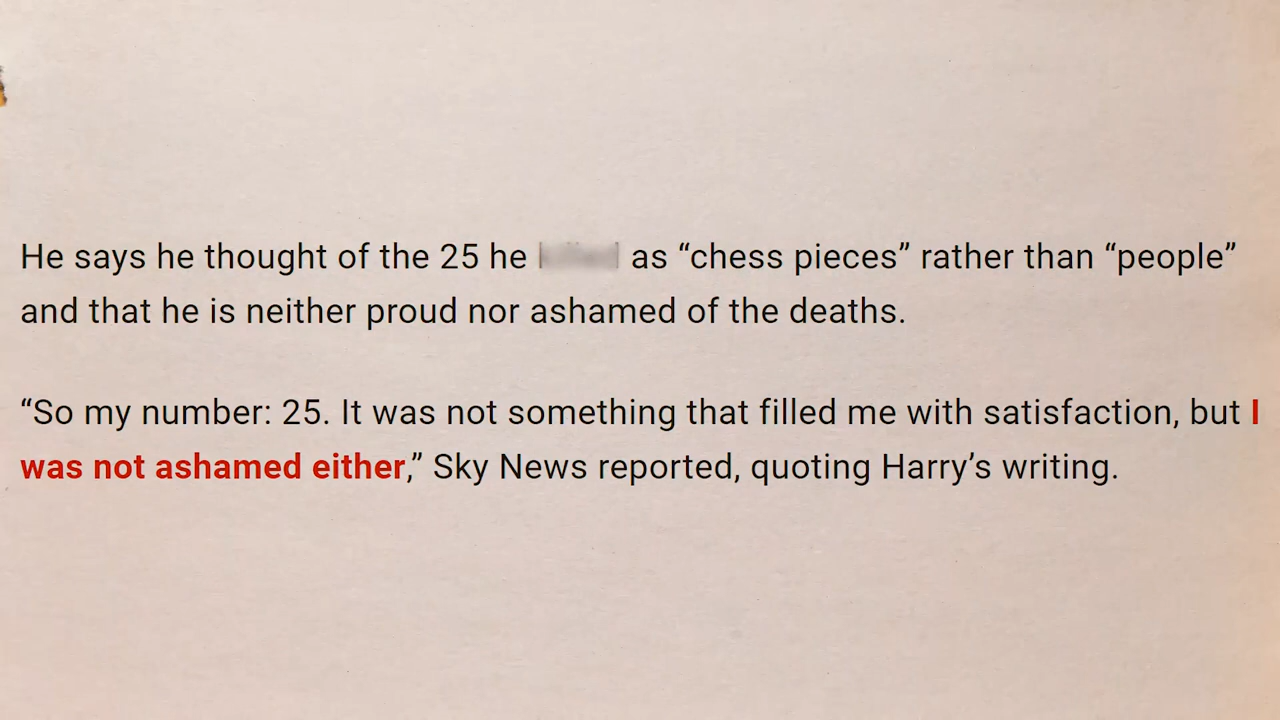 He says he thought of the 25 he as “chess pieces” rather than “people”
and that he is neither proud nor ashamed of the deaths.
“So my number: 25. It was not something that filled me with satisfaction, but I
was not ashamed either,” Sky News reported, quoting Harry’s writing.